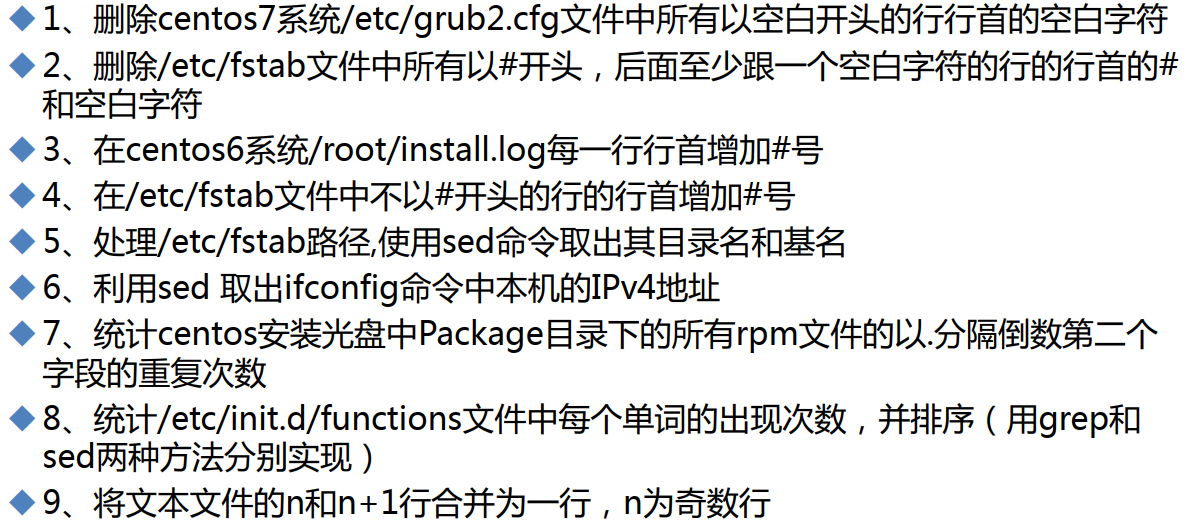 ◆1、删除centos7系统/etc/grub2.cfg文件中所有以空白开头的行行首的空白字符
◆2、删除/etc/fstab文件中所有以#开头，后面至少跟一个空白字符的行的行首的#
和空白字符
◆3、在centos6系统/root/install.log每一行行首增加#号
◆4、在/etc/fstab文件中不以#开头的行的行首增加#号
◆5、处理/etc/fstab路径,使用sed命令取出其目录名和基名
◆6、利用sed 取出ifconfig命令中本机的IPv4地址
◆7、统计centos安装光盘中Package目录下的所有rpm文件的以.分隔倒数第二个
字段的重复次数
◆8、统计/etc/init.d/functions文件中每个单词的出现次数，并排序（用grep和
sed两种方法分别实现）
◆9、将文本文件的n和n+1行合并为一行，n为奇数行